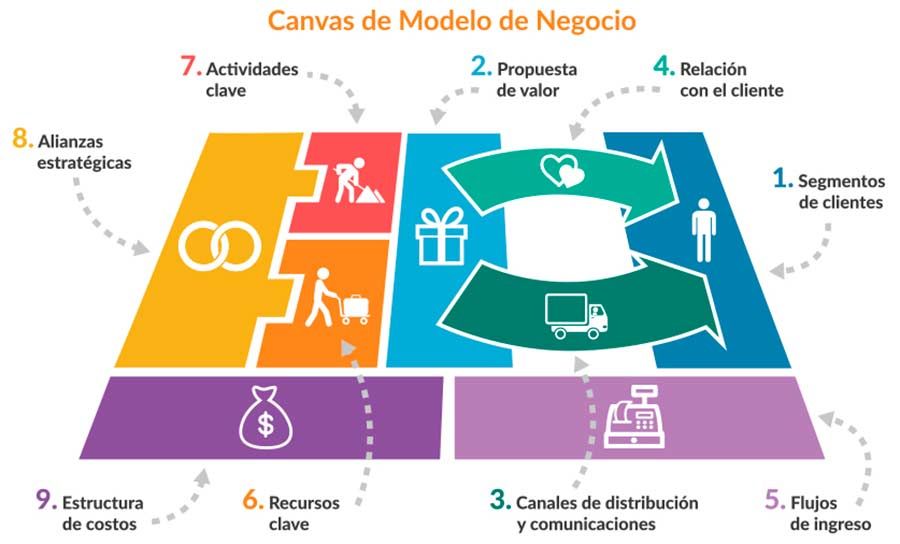 Canvas de Modelo de Negocio
7. Actividades
clave
2. Propuesta
de valor
4. Relación
con el cliente
8. Alianzas
estratégicas
1. Segmentos
de clientes
$
9. Estructura
de costos
6. Recursos
clave
3. Canales de distribución
y comunicaciones
5. Flujos
de ingreso